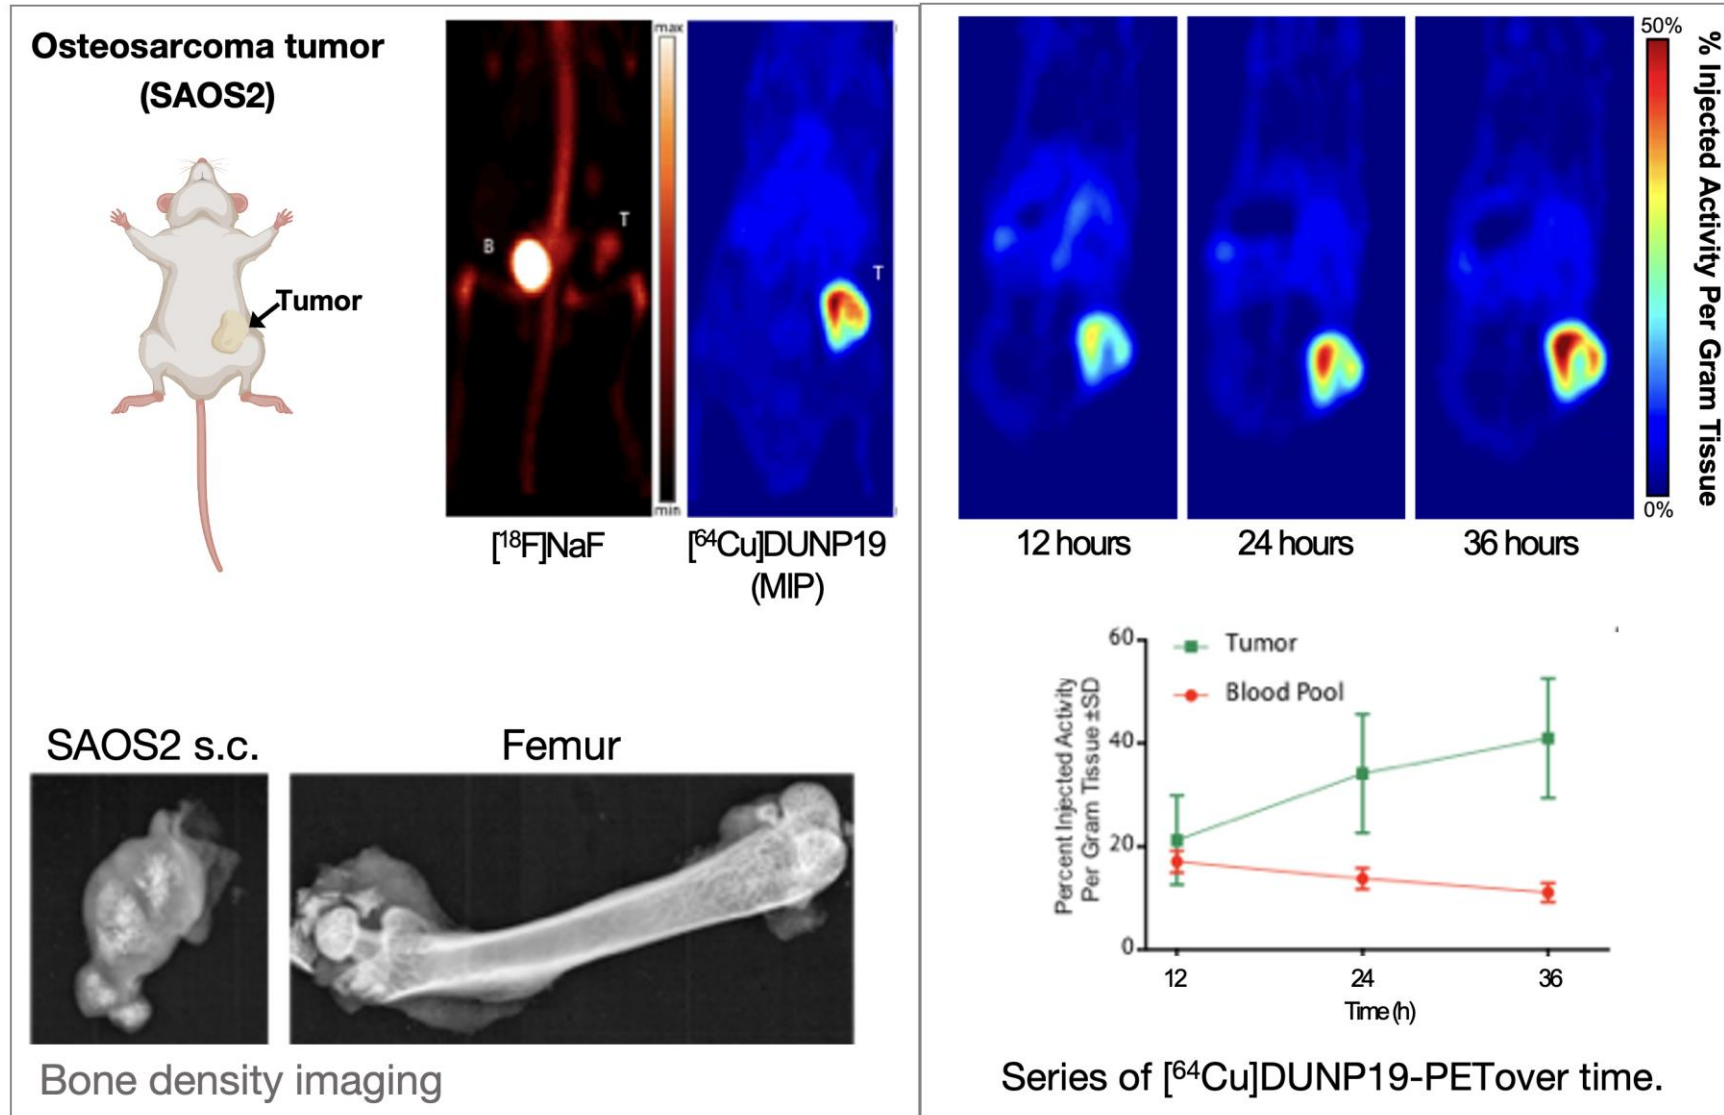 Osteosarcoma tumor
(SAOS2)
Tumor
B
T
max
min
T
[18F]NaF
[64Cu]DUNP19
(MIP)
SAOS2 s.c.
Femur
Bone density imaging
50%
0%
% Injected Activity Per Gram Tissue
12 hours
24 hours
36 hours
Tumor
Blood Pool
Percent Injected Activity
Per Gram Tissue ±SD
60
40
20
0
12
24
36
Time (h)
Series of [64Cu]DUNP19-PETover time.